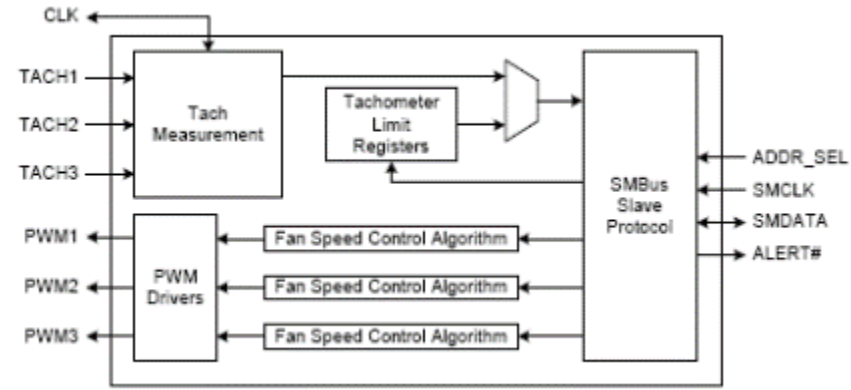 CLK
TACH1
TACH2
TACH3
Tach
Measurement
Tachometer
Limit
Registers
SMBus
Slave
Protocol
ADDR_SEL
SMCLK
SMDATA
ALERT#
PWM1
PWM2
PWM3
PWM
Drivers
Fan Speed Control Algorithm
Fan Speed Control Algorithm
Fan Speed Control Algorithm